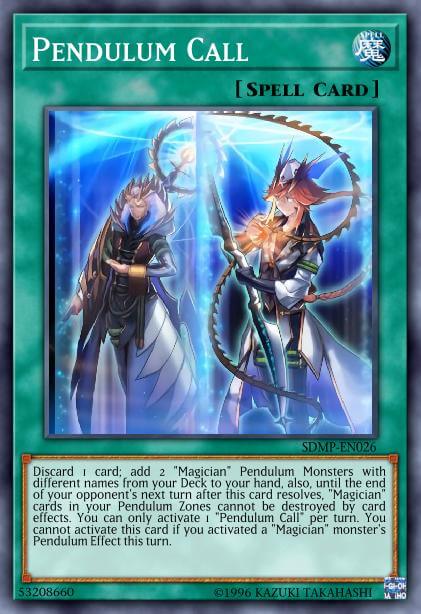 PENDULUM CALL
[SPELL CARD]
SDMP-EN026
Discard 1 card; add 2 "Magician" Pendulum Monsters with
different names from your Deck to your hand, also, until the
end of your opponent's next turn after this card resolves, "Magician"
cards in your Pendulum Zones cannot be destroyed by card
effects. You can only activate 1 "Pendulum Call" per turn. You
cannot activate this card if you activated a "Magician" monster's
Pendulum Effect this turn.
53208660 ©1996 KAZUKI TAKAHASHI